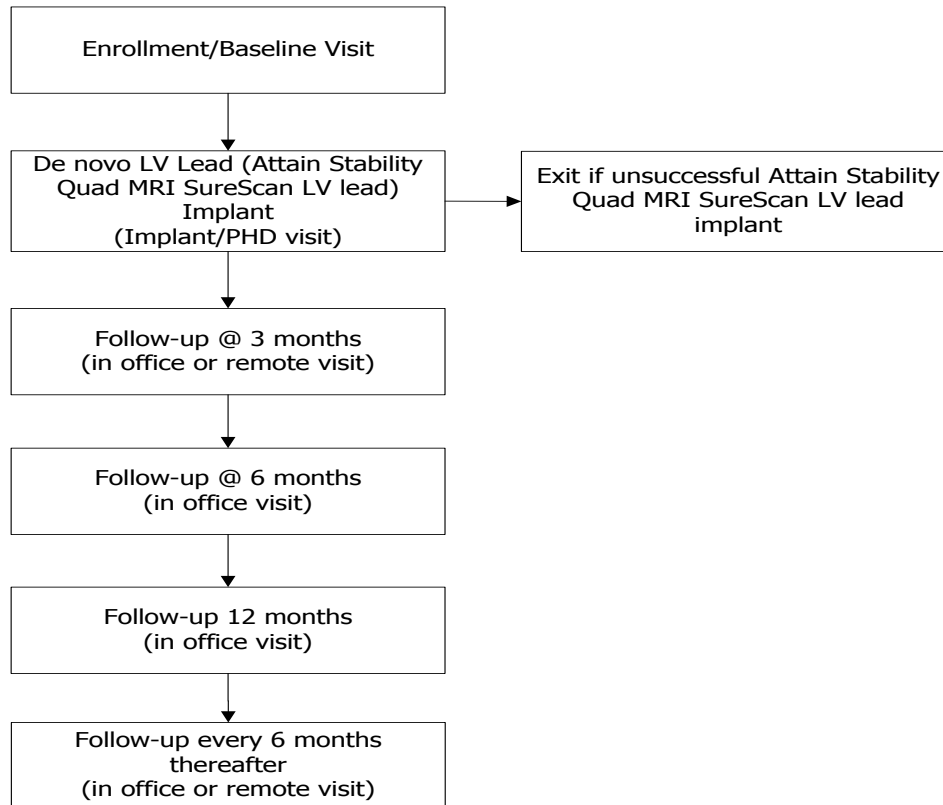 Enrollment/Baseline Visit
De novo LV Lead (Attain Stability
Quad MRI SureScan LV lead)
Implant
(Implant/PHD visit)
Exit if unsuccessful Attain Stability
Quad MRI SureScan LV lead
implant
Follow-up @ 3 months
(in office or remote visit)
Follow-up @ 6 months
(in office visit)
Follow-up 12 months
(in office visit)
Follow-up every 6 months
thereafter
(in office or remote visit)